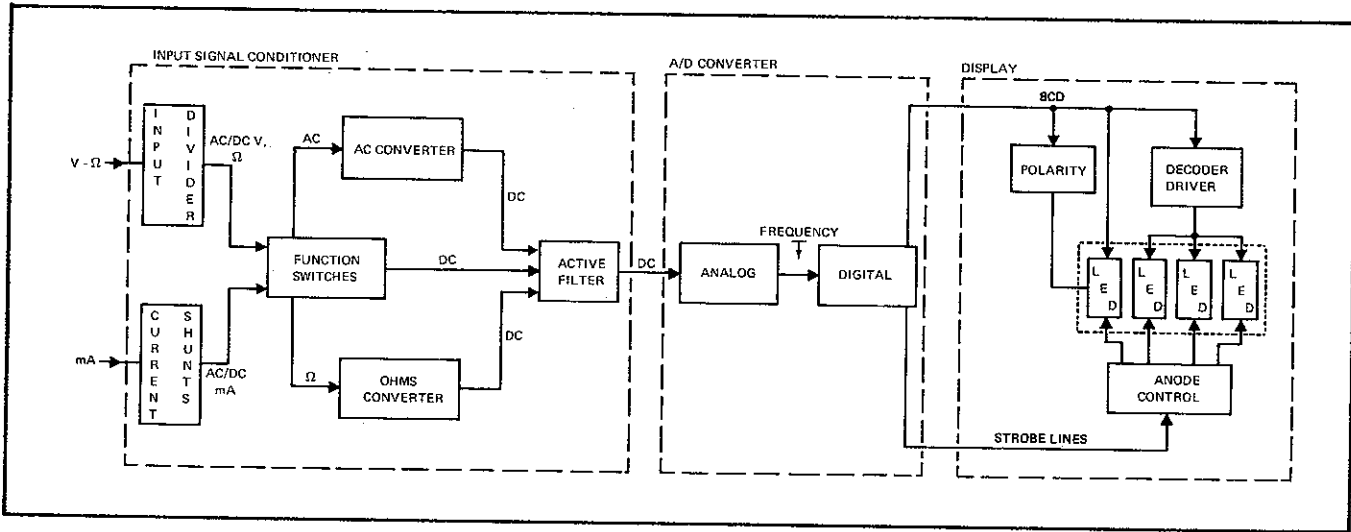 INPUT SIGNAL CONDITIONER
INPUT DIVIDER
V - Ω
AC/DC V,
Ω
CURRENT SHUNTS
mA
AC/DC
mA
FUNCTION
SWITCHES
AC
AC CONVERTER
DC
DC
Ω
OHMS
CONVERTER
DC
ACTIVE
FILTER
DC
A/D CONVERTER
ANALOG
FREQUENCY
DIGITAL
DISPLAY
BCD
POLARITY
DECODER
DRIVER
LED
LED
LED
LED
ANODE
CONTROL
STROBE LINES